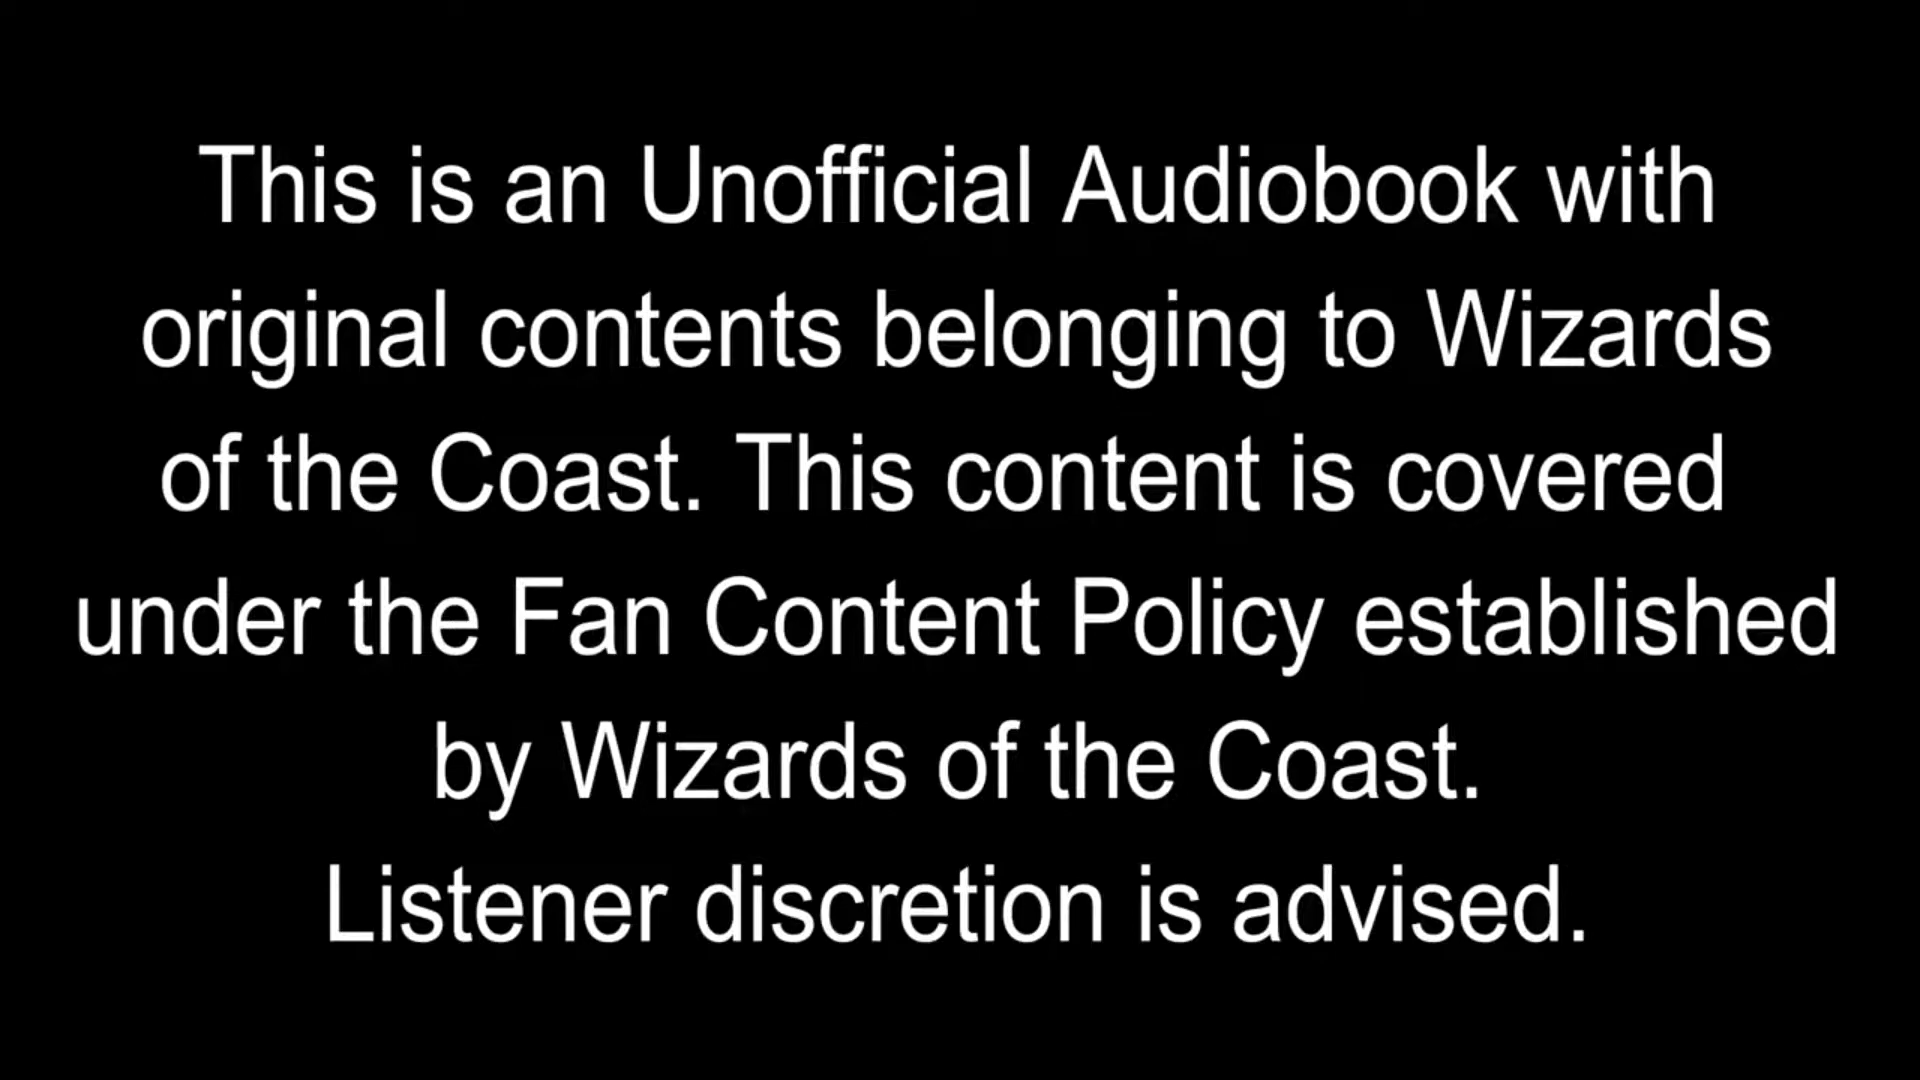 This is an Unofficial Audiobook with
original contents belonging to Wizards
of the Coast. This content is covered
under the Fan Content Policy established
by Wizards of the Coast.
Listener discretion is advised.